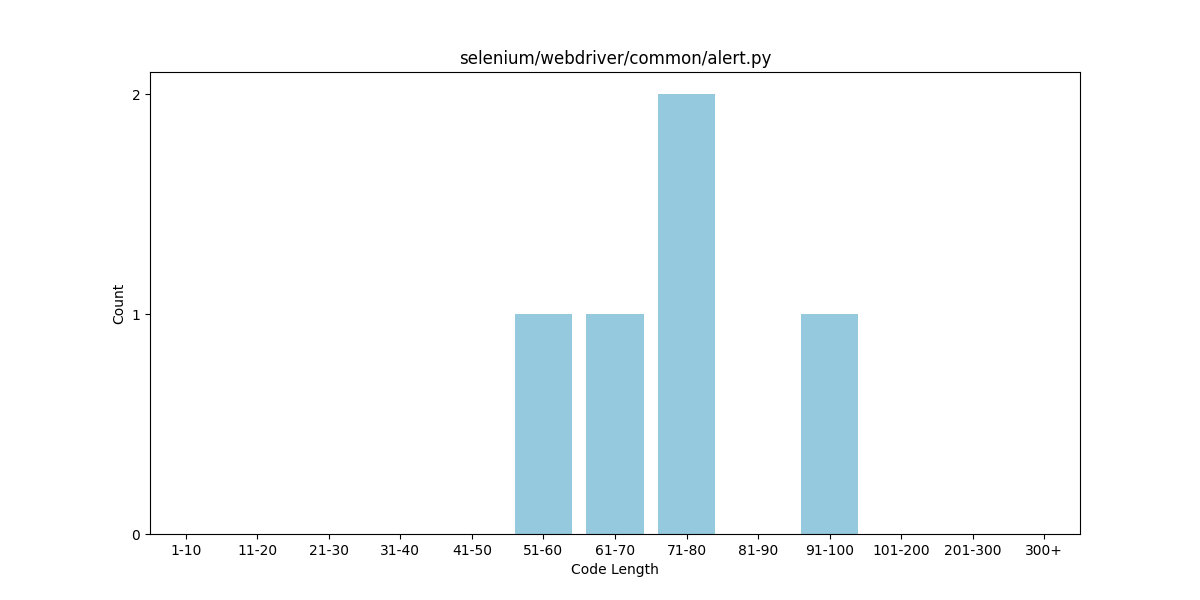 selenium/webdriver/common/alert.py
2
1
0
Count
1-10 11-20 21-30 31-40 41-50 51-60 61-70 71-80 81-90 91-100 101-200 201-300 300+
Code Length